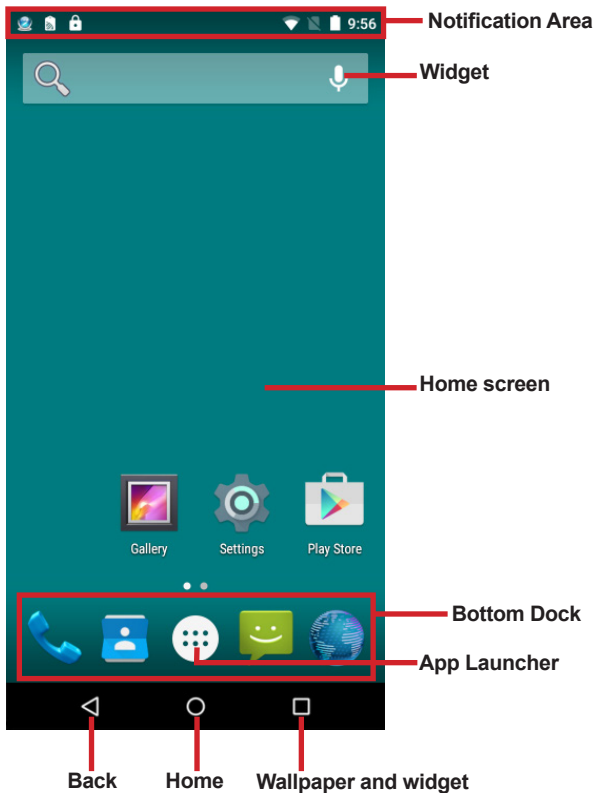 9:56
Notification Area
Widget
Home screen
Gallery
Settings
Play Store
Bottom Dock
App Launcher
Back
Home
Wallpaper and widget